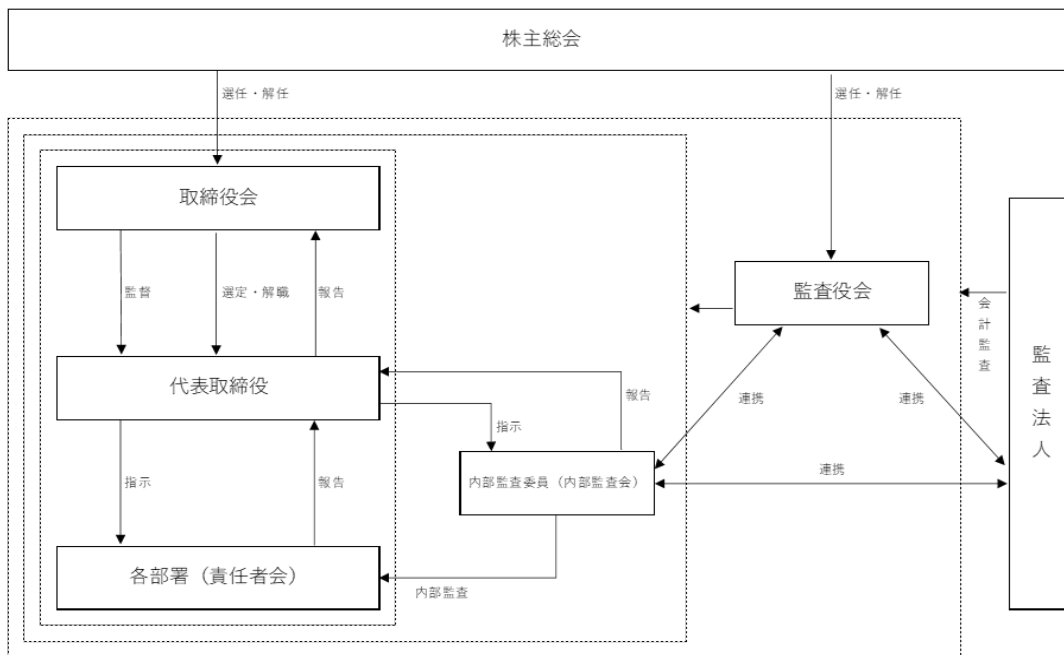 株主総会
選任・解任
選任・解任
取締役会
監督
選定・解職
報告
監査役会
会計監査
監査法人
代表取締役
報告
指示
連携
連携
指示
報告
内部監査委員（内部監査会）
連携
各部署（責任者会）
内部監査